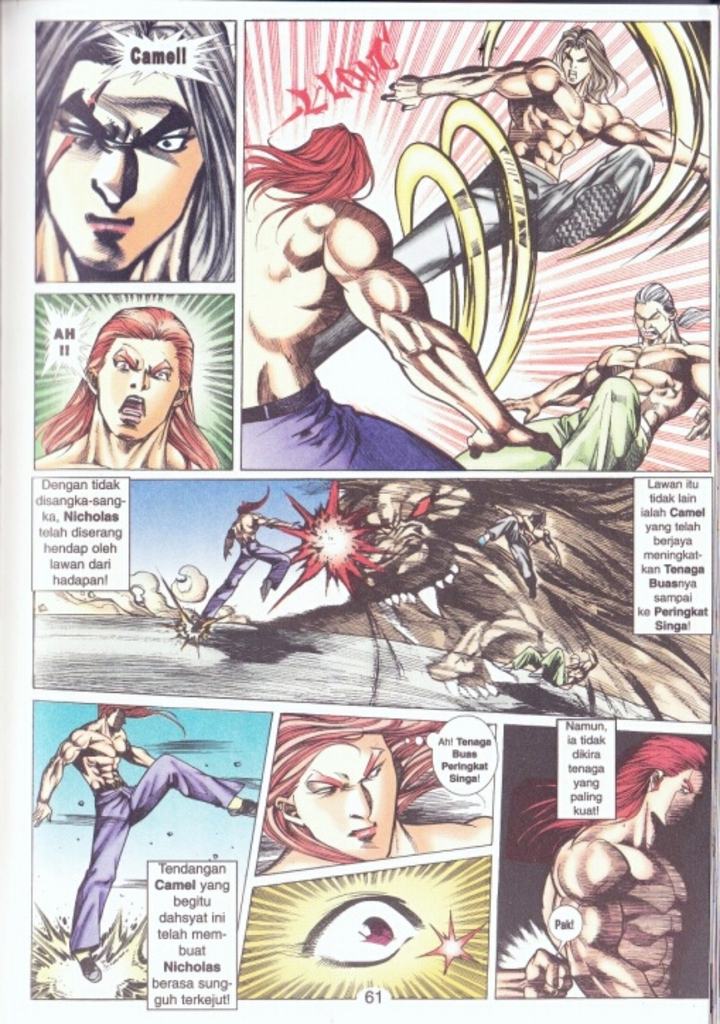 Camel!
AH
!!
Dengan tidak
disangka-sang-
ka, Nicholas
telah diserang
hendap oleh
lawan dari
hadapan!
Lawan itu
tidak lain
ialah Camel
yang telah
berjaya
meningkat-
kan Tenaga
Buasnya
sampai
ke Peringkat
Singa!
Tendangan
Camel yang
begitu
dahsyat ini
telah mem-
buat
Nicholas
berasa sung-
guh terkejut!
Ah! Tenaga
Buas
Peringkat
Singa!
Namun,
ia tidak
dikira
tenaga
yang
paling
kuat!
Pak!
61